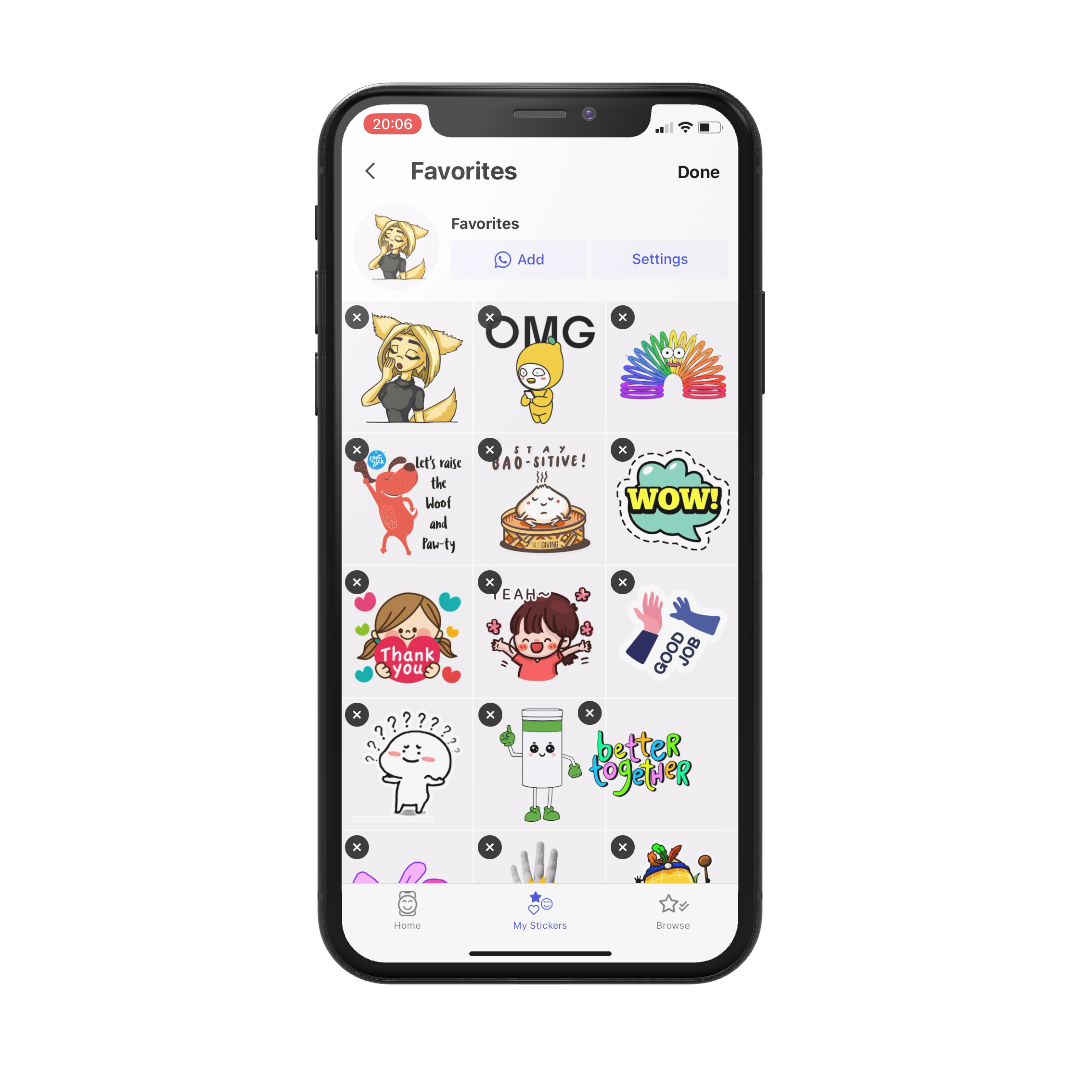 20:06
Favorites
Done
Favorites
Add
Settings
OMG
Let's raise
the
Woof
and
Paw-ty
STAY
BAO-SITIVE!
GIVING
WOW!
Thank
you
YEAH~
GOOD
JOB
? ? ? ? ? ? ? ?
better
together
Home
My Stickers
Browse